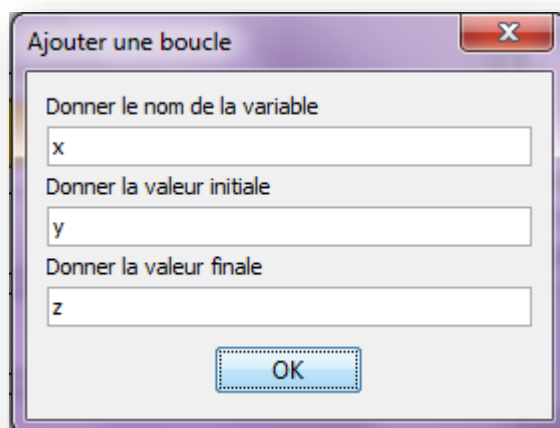 Ajouter une boucle
Donner le nom de la variable
x
Donner la valeur initiale
y
Donner la valeur finale
z
OK